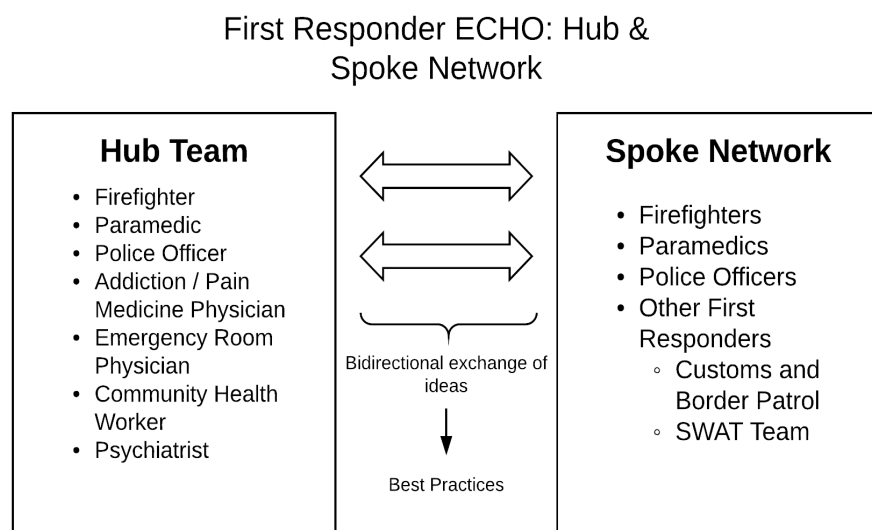 First Responder ECHO: Hub &
Spoke Network
Hub Team
• Firefighter
• Paramedic
• Police Officer
• Addiction / Pain
Medicine Physician
• Emergency Room
Physician
• Community Health
Worker
• Psychiatrist
Bidirectional exchange of
ideas
Best Practices
Spoke Network
• Firefighters
• Paramedics
• Police Officers
• Other First
Responders
◦ Customs and
Border Patrol
◦ SWAT Team